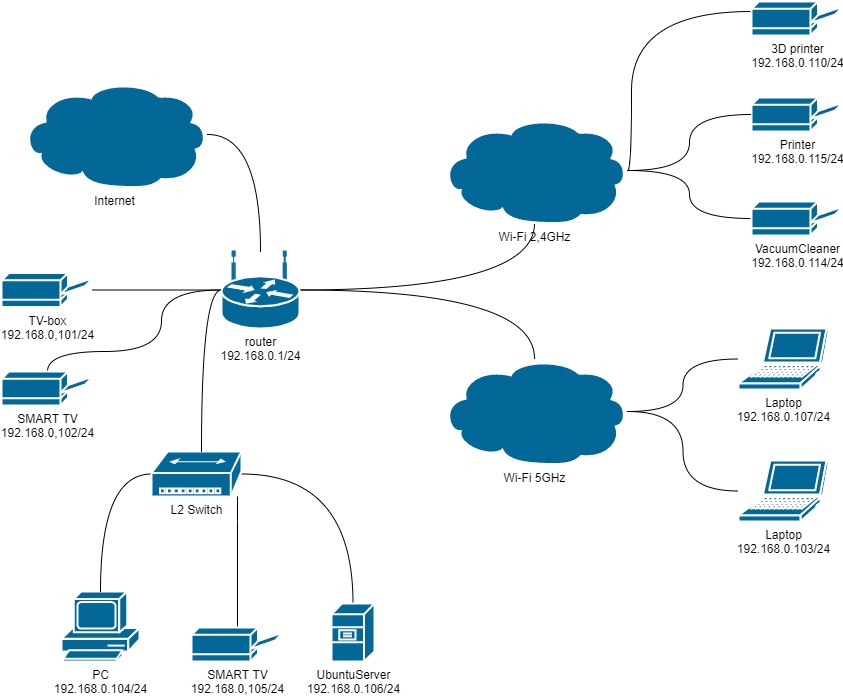 3D printer
192.168.0.110/24
Printer
192.168.0.115/24
Internet
Wi-Fi 2,4GHz
VacuumCleaner
192.168.0.114/24
TV-box
192.168.0,101/24
router
192.168.0.1/24
SMART TV
192.168.0,102/24
Laptop
192.168.0.107/24
Wi-Fi 5GHz
L2 Switch
Laptop
192.168.0.103/24
PC
192.168.0.104/24
SMART TV
192.168.0,105/24
UbuntuServer
192.168.0.106/24